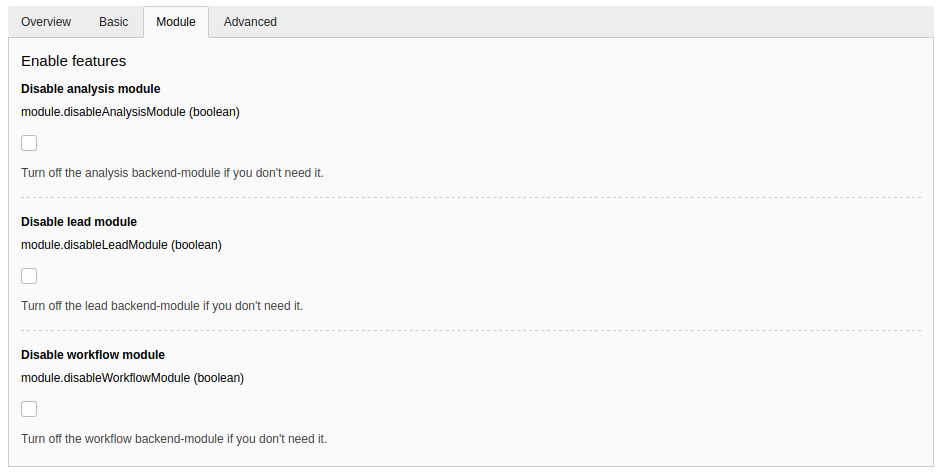 Overview Basic Module Advanced
Enable features
Disable analysis module
module.disableAnalysisModule (boolean)
Turn off the analysis backend-module if you don't need it.
Disable lead module
module.disableLeadModule (boolean)
Turn off the lead backend-module if you don't need it.
Disable workflow module
module.disableWorkflowModule (boolean)
Turn off the workflow backend-module if you don't need it.